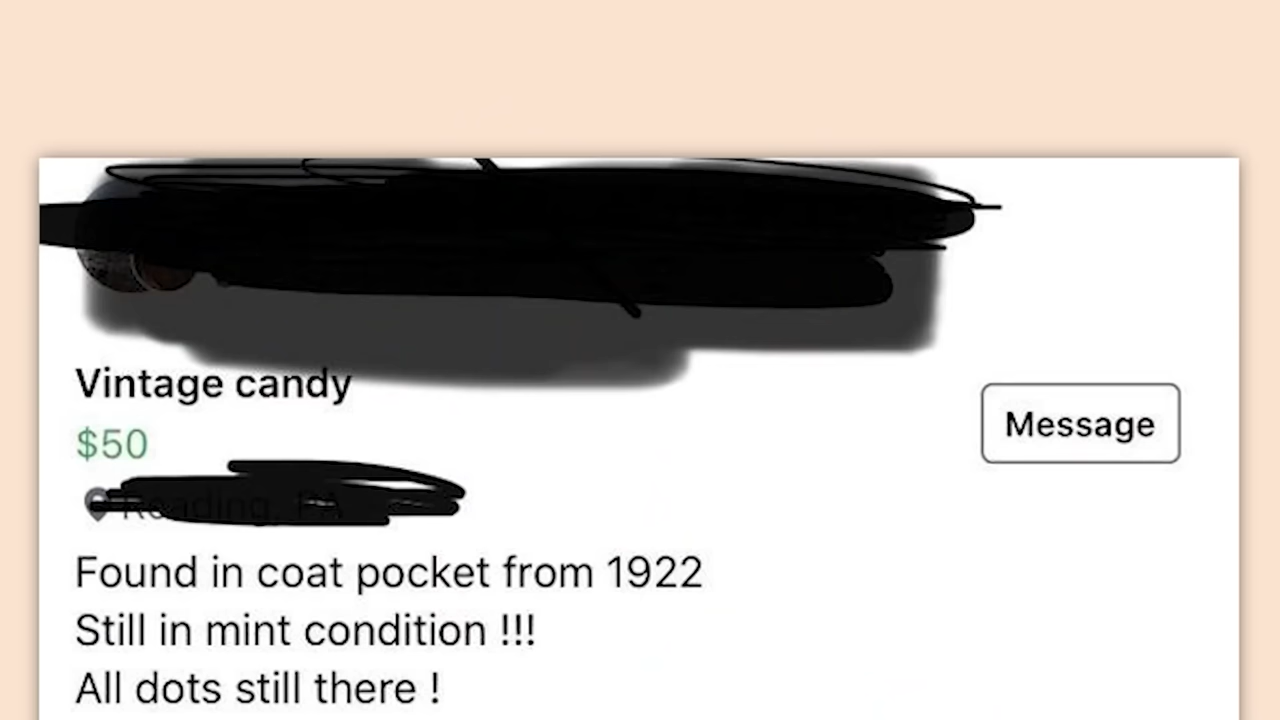 Vintage candy
$50
Message
Found in coat pocket from 1922
Still in mint condition !!!
All dots still there !